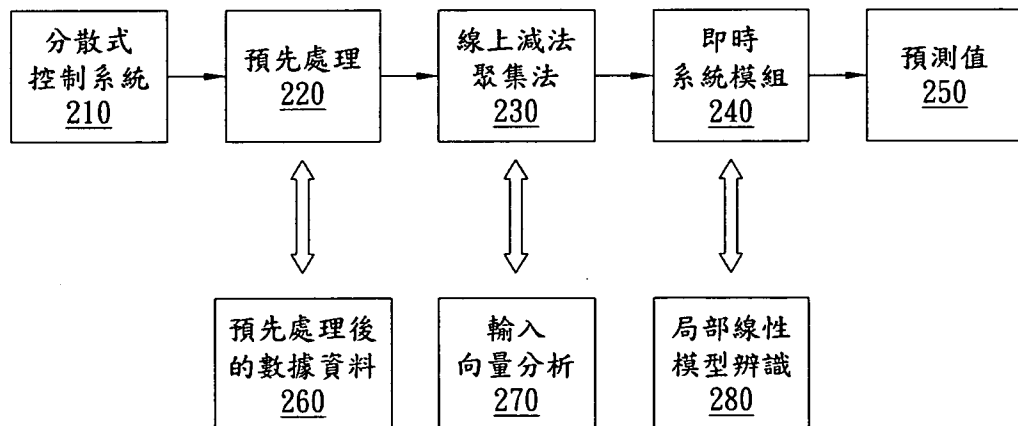 分散式
控制系統
210
預先處理
220
線上減法
聚集法
230
即時
系統模組
240
預測值
250
預先處理後
的數據資料
260
輸入
向量分析
270
局部線性
模型辨識
280